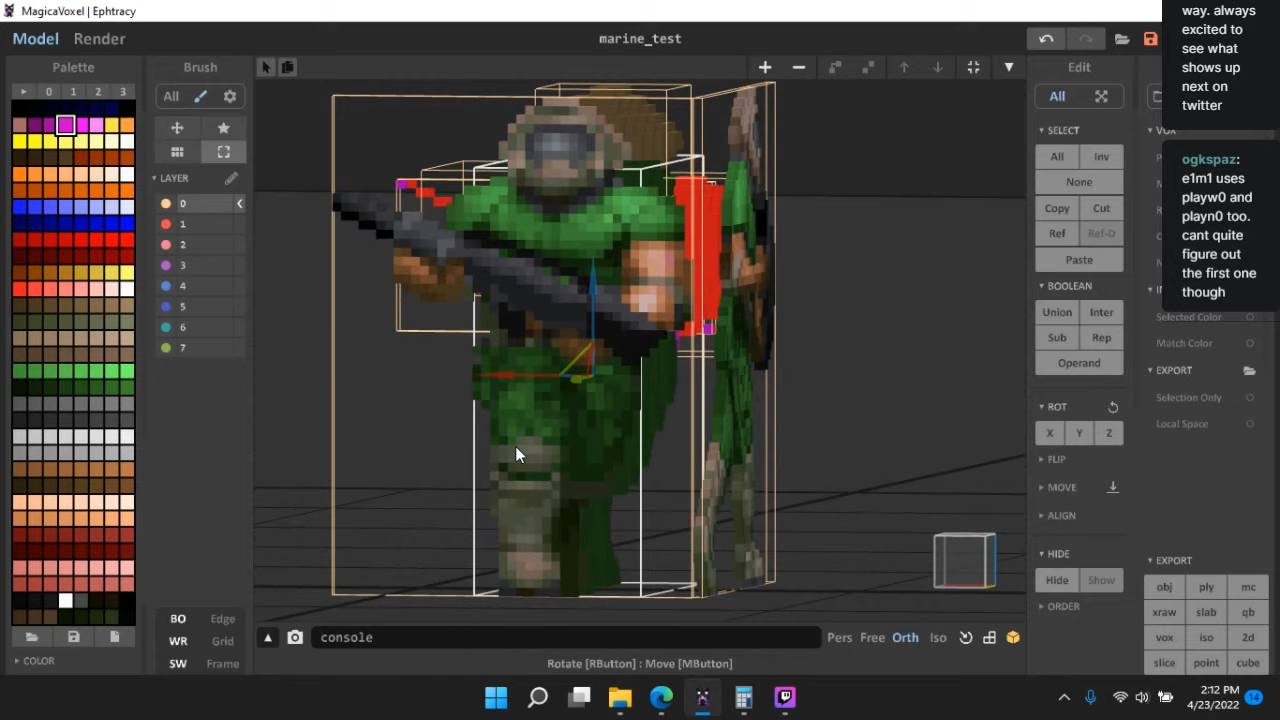 MagicaVoxel | Ephtracy
Model Render
marine_test
Palette
0 1 2 3
COLOR
Brush
All
LAYER
0
1
2
3
4
5
6
7
BO Edge
WR Grid
SW Frame
console
Pers Free Orth Iso
Rotate [RButton] : Move [MButton]
Edit
All
SELECT
All Inv
None
Copy Cut
Ref Ref-D
Paste
BOOLEAN
Union Inter
Sub Rep
Operand
ROT
X Y Z
FLIP
MOVE
ALIGN
HIDE
Hide Show
ORDER
VOX
Selected Color
Match Color
EXPORT
Selection Only
Local Space
EXPORT
obj ply mc
xraw slab qb
vox iso 2d
slice point cube
way. always
excited to
see what
shows up
next on
twitter
ogkspaz:
e1m1 uses
playw0 and
playn0 too.
cant quite
figure out
the first one
though
2:12 PM
4/23/2022
14